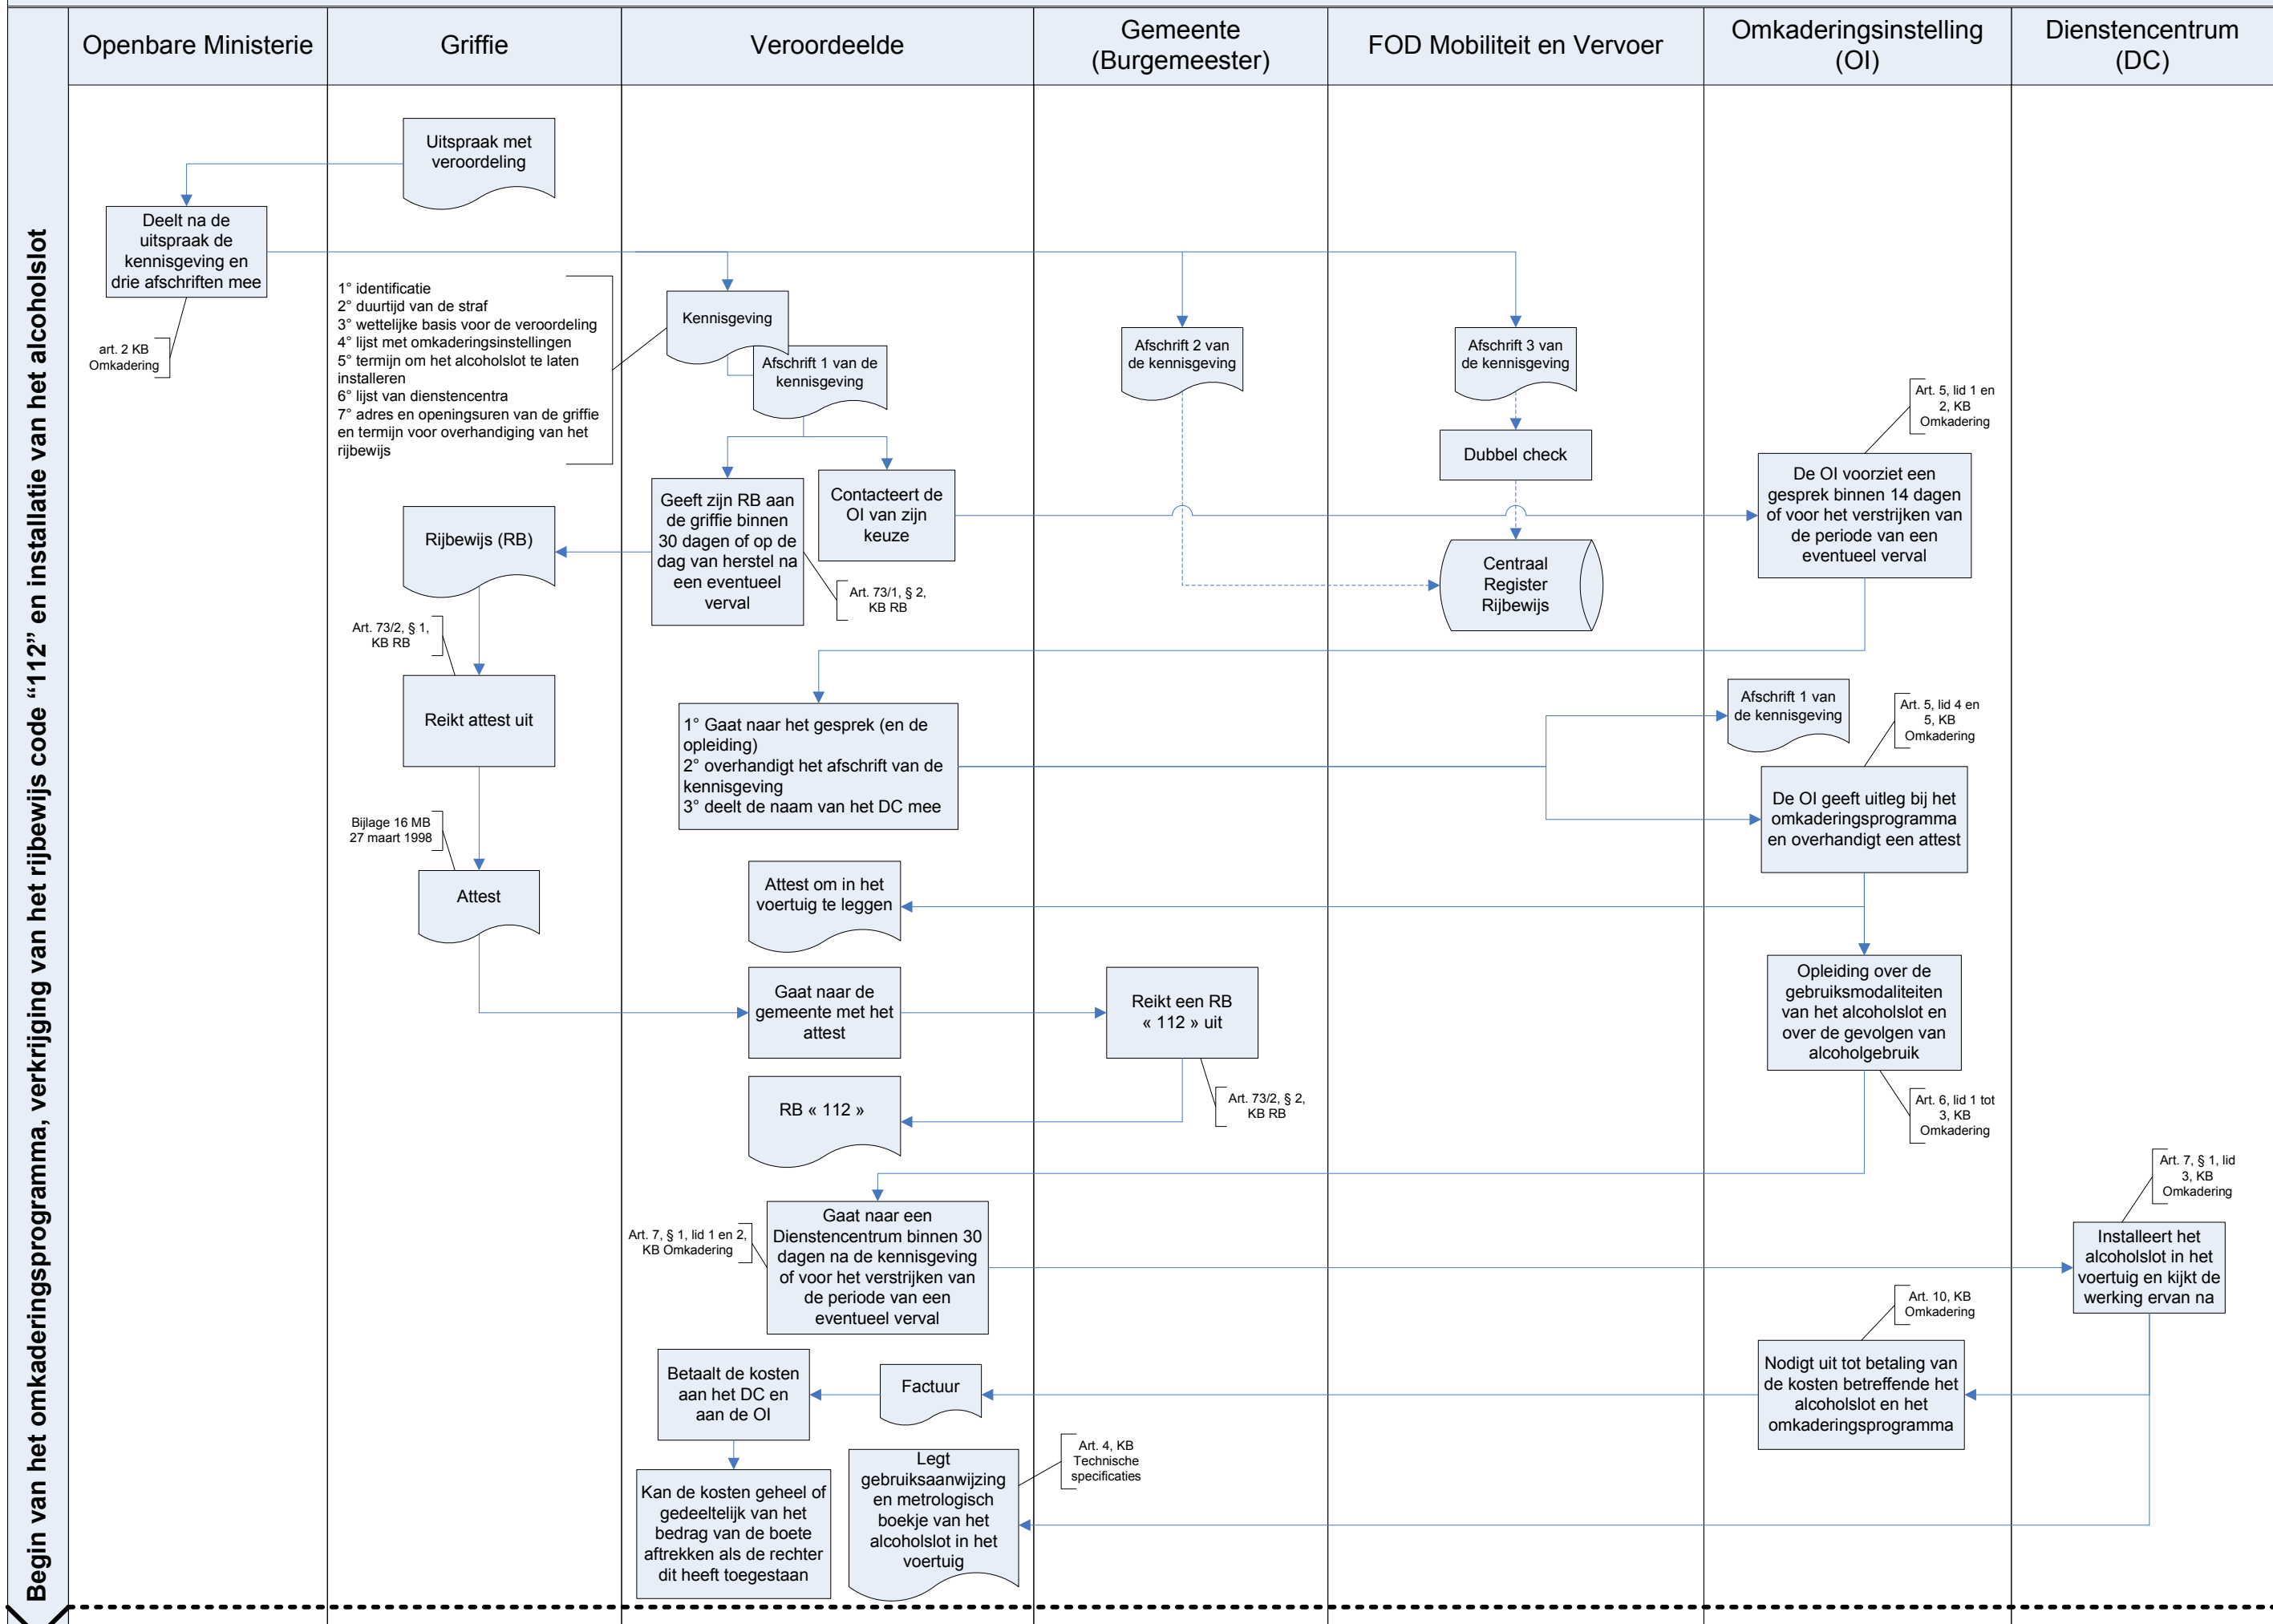 Openbare Ministerie
Griffie
Veroordeelde
Gemeente
(Burgemeester)
FOD Mobiliteit en Vervoer
Omkaderingsinstelling
(OI)
Dienstencentrum
(DC)
Begin van het omkaderingsprogramma, verkrijging van het rijbewijs code “112” en installatie van het alcoholslot
Uitspraak met
veroordeling
Deelt na de
uitspraak de
kennisgeving en
drie afschriften mee
art. 2 KB
Omkadering
1° identificatie
2° duurtijd van de straf
3° wettelijke basis voor de veroordeling
4° lijst met omkaderingsinstellingen
5° termijn om het alcoholslot te laten
installeren
6° lijst van dienstencentra
7° adres en openingsuren van de griffie
en termijn voor overhandiging van het
rijbewijs
Kennisgeving
Afschrift 1 van de
kennisgeving
Afschrift 2 van
de kennisgeving
Afschrift 3 van
de kennisgeving
Dubbel check
Centraal
Register
Rijbewijs
Art. 5, lid 1 en
2, KB
Omkadering
De OI voorziet een
gesprek binnen 14 dagen
of voor het verstrijken van
de periode van een
eventueel verval
Geeft zijn RB aan
de griffie binnen
30 dagen of op de
dag van herstel na
een eventueel
verval
Contacteert de
OI van zijn
keuze
Art. 73/1, § 2,
KB RB
Rijbewijs (RB)
Art. 73/2, § 1,
KB RB
Reikt attest uit
Bijlage 16 MB
27 maart 1998
Attest
1° Gaat naar het gesprek (en de
opleiding)
2° overhandigt het afschrift van de
kennisgeving
3° deelt de naam van het DC mee
Afschrift 1 van
de kennisgeving
Art. 5, lid 4 en
5, KB
Omkadering
De OI geeft uitleg bij het
omkaderingsprogramma
en overhandigt een attest
Attest om in het
voertuig te leggen
Gaat naar de
gemeente met het
attest
Reikt een RB
« 112 » uit
Art. 73/2, § 2,
KB RB
RB « 112 »
Opleiding over de
gebruiksmodaliteiten
van het alcoholslot en
over de gevolgen van
alcoholgebruik
Art. 6, lid 1 tot
3, KB
Omkadering
Art. 7, § 1, lid 1 en 2,
KB Omkadering
Gaat naar een
Dienstencentrum binnen 30
dagen na de kennisgeving
of voor het verstrijken van
de periode van een
eventueel verval
Art. 7, § 1, lid
3, KB
Omkadering
Installeert het
alcoholslot in het
voertuig en kijkt de
werking ervan na
Art. 10, KB
Omkadering
Nodigt uit tot betaling van
de kosten betreffende het
alcoholslot en het
omkaderingsprogramma
Factuur
Betaalt de kosten
aan het DC en
aan de OI
Kan de kosten geheel of
gedeeltelijk van het
bedrag van de boete
aftrekken als de rechter
dit heeft toegestaan
Legt
gebruiksaanwijzing
en metrologisch
boekje van het
alcoholslot in het
voertuig
Art. 4, KB
Technische
specificaties